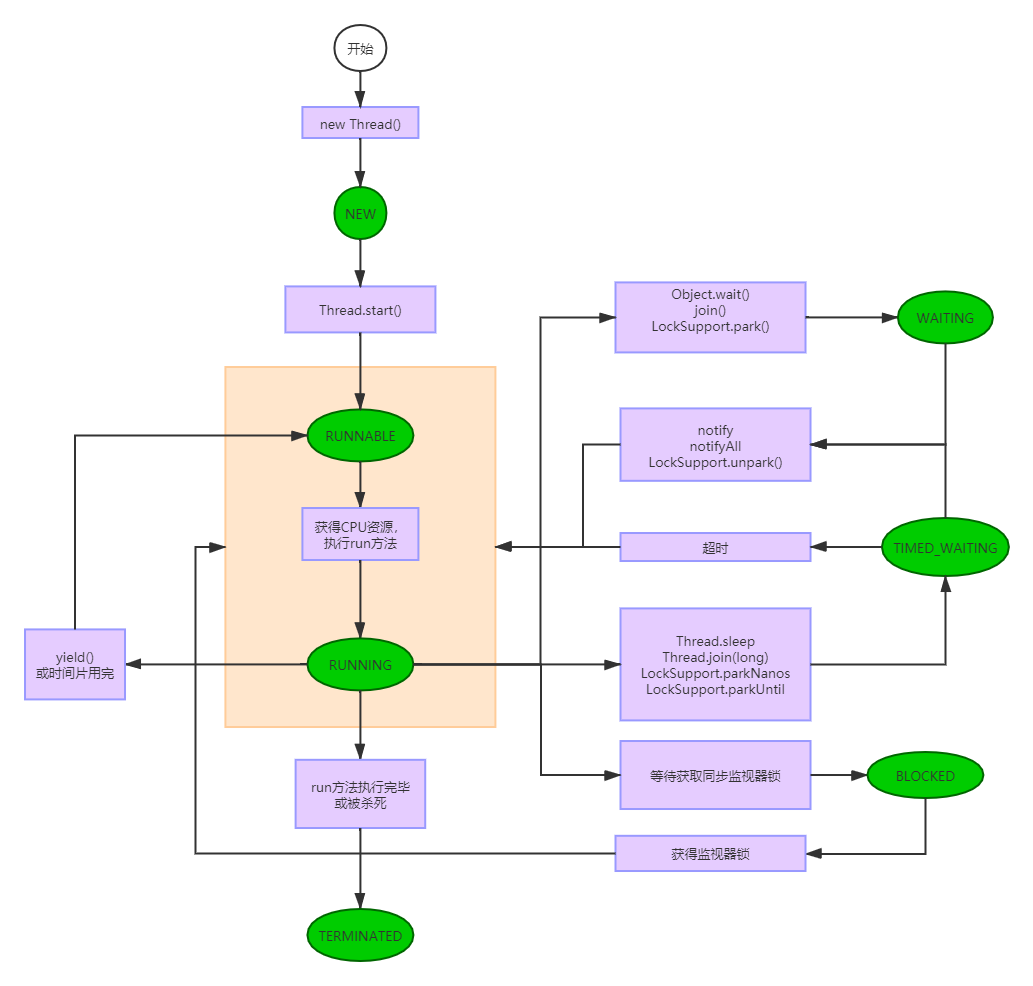 开始
new Thread()
NEW
Thread.start()
RUNNABLE
获得CPU资源，
执行run方法
RUNNING
yield()
或时间片用完
run方法执行完毕
或被杀死
TERMINATED
Object.wait()
join()
LockSupport.park()
WAITING
notify
notifyAll
LockSupport.unpark()
超时
TIMED_WAITING
Thread.sleep
Thread.join(long)
LockSupport.parkNanos
LockSupport.parkUntil
等待获取同步监视器锁
BLOCKED
获得监视器锁